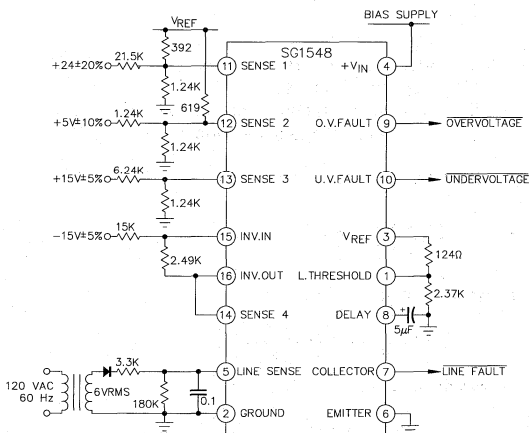 VREF
BIAS SUPPLY
392
SG1548
+24±20%
21.5K
11
SENSE 1
+VIN
4
1.24K
619
+5V±10%
1.24K
12
SENSE 2
O.V.FAULT
9
OVERVOLTAGE
1.24K
+15V±5%
6.24K
13
SENSE 3
U.V.FAULT
10
UNDERVOLTAGE
1.24K
-15V±5%
15K
15
INV.IN
VREF
3
2.49K
124Ω
16
INV.OUT
L.THRESHOLD
1
2.37K
14
SENSE 4
DELAY
8
+
5µF
3.3K
5
LINE SENSE
COLLECTOR
7
LINE FAULT
120 VAC
60 Hz
6VRMS
180K
0.1
2
GROUND
EMITTER
6